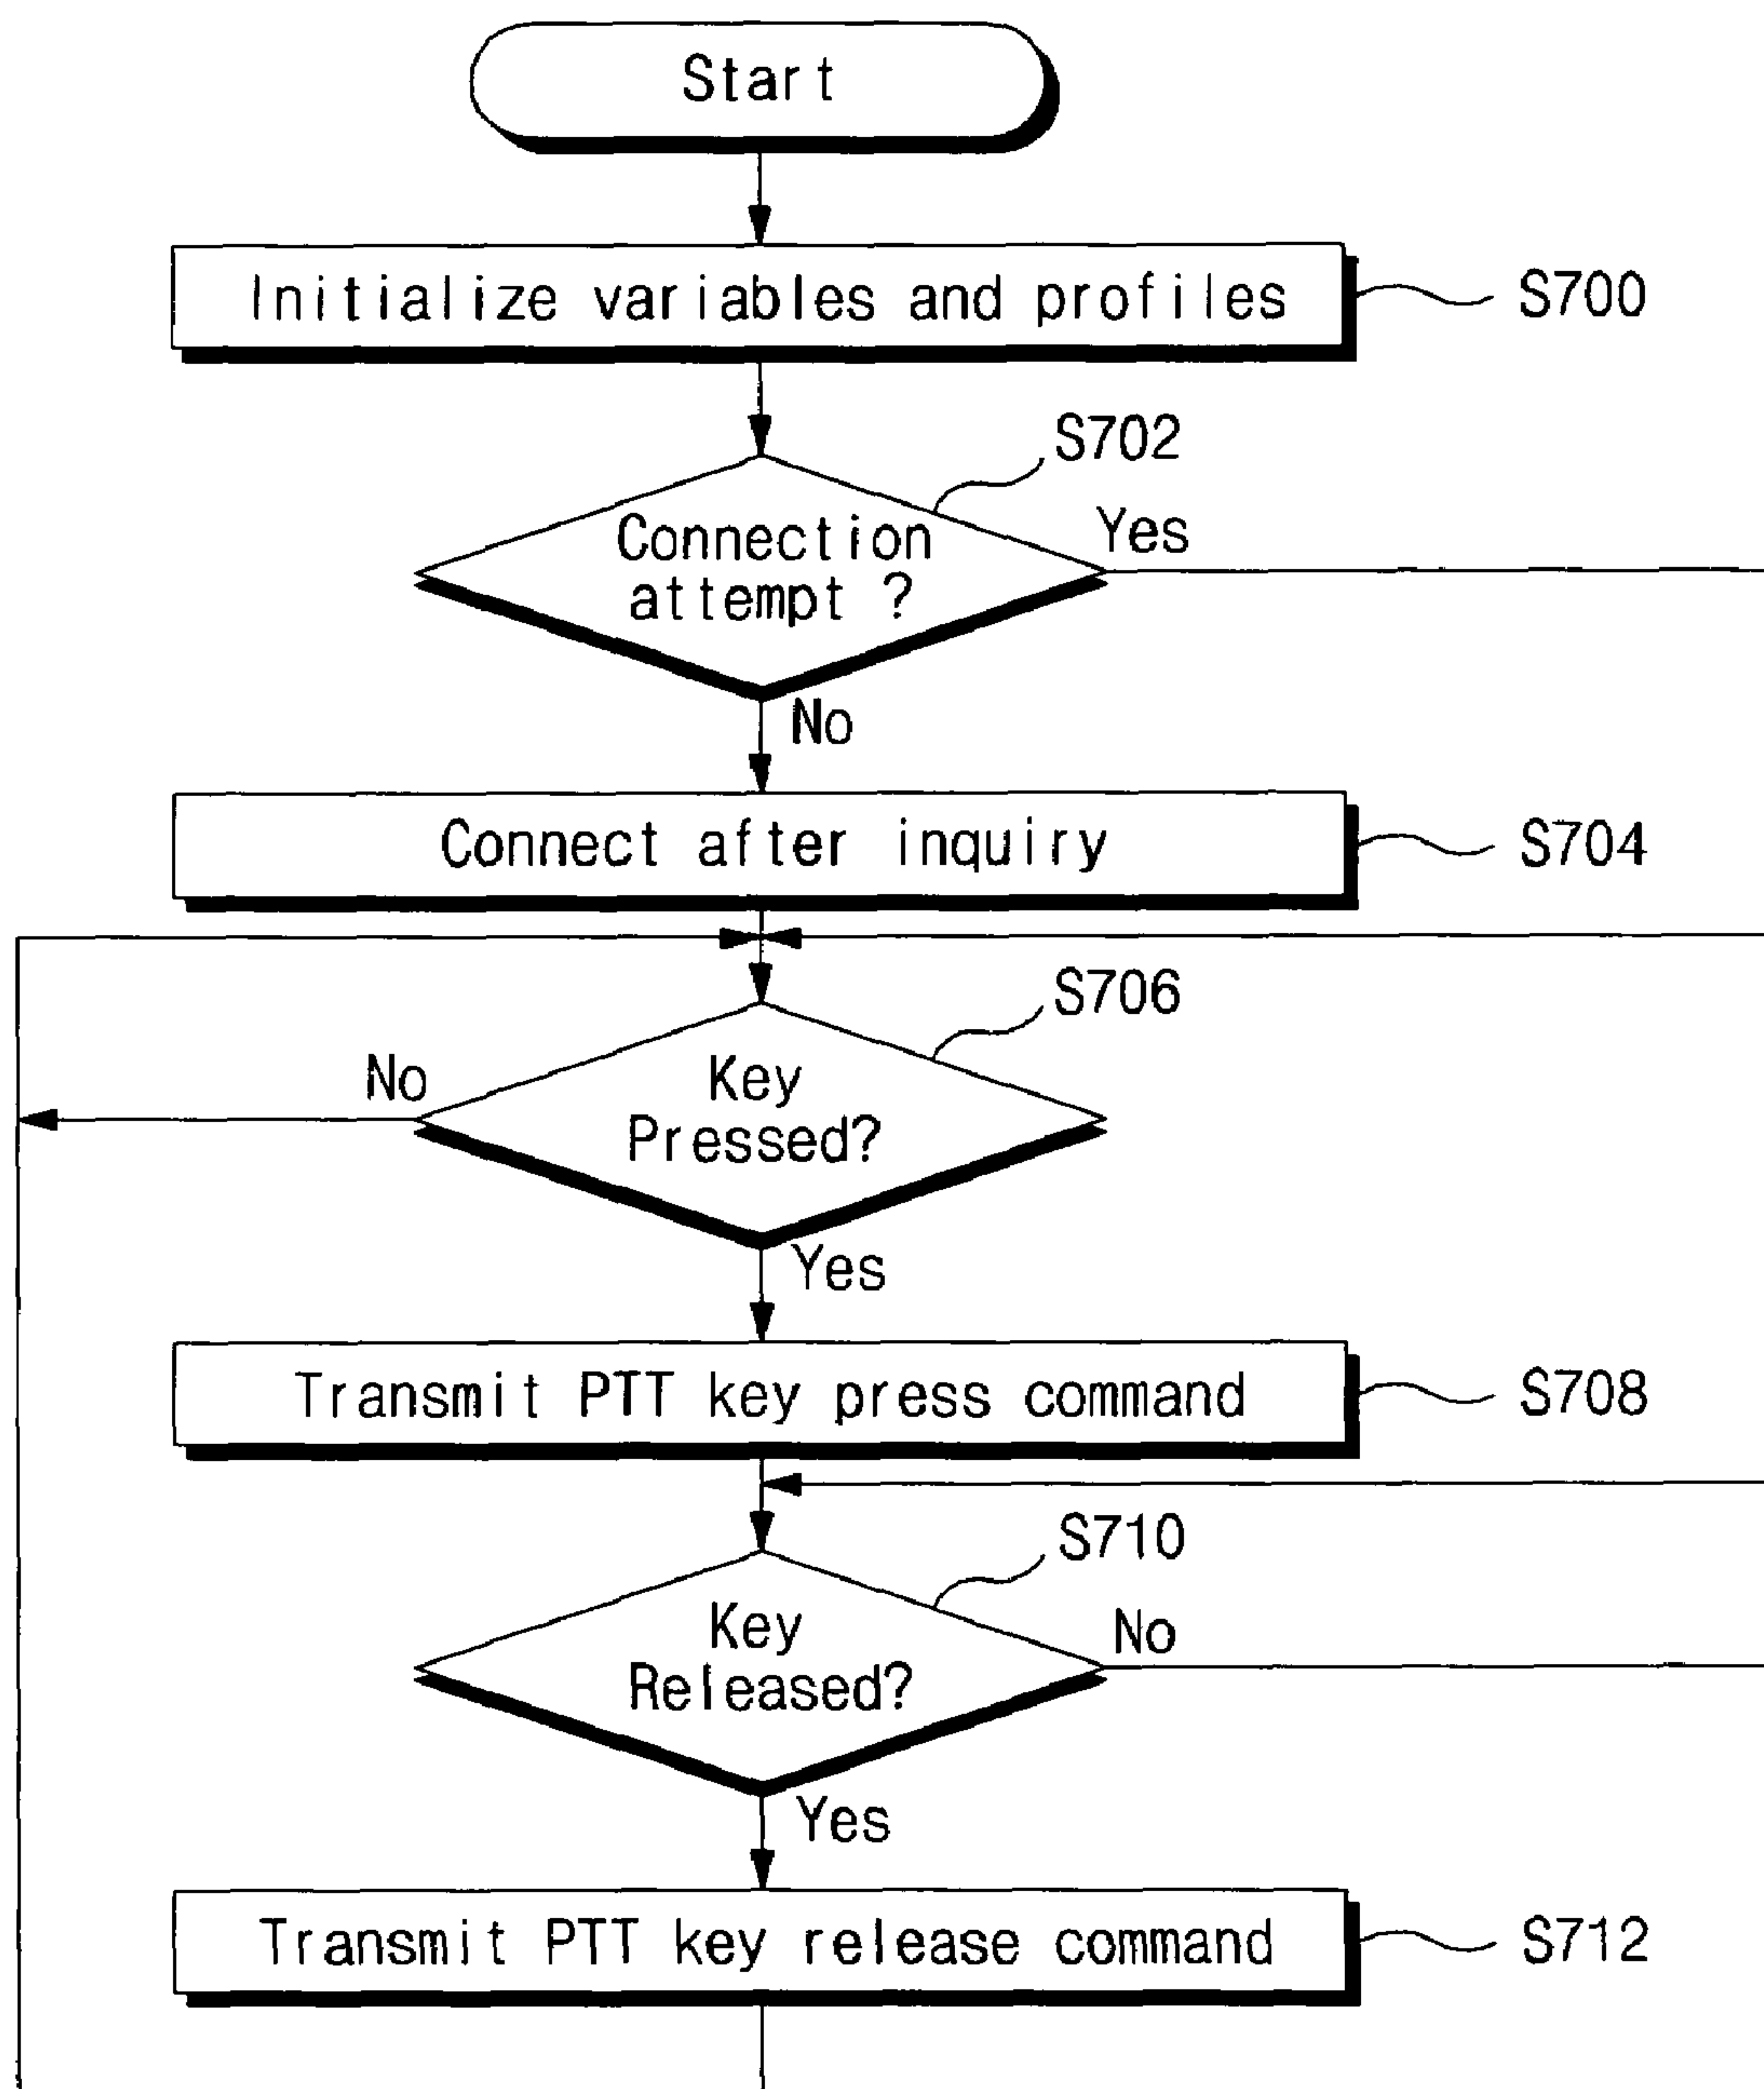 Start
Initialize variables and profiles
S700
S702
Connection
attempt ?
Yes
No
Connect after inquiry
S704
S706
Key
Pressed?
No
Yes
Transmit PTT key press command
S708
S710
Key
Released?
No
Yes
Transmit PTT key release command
S712